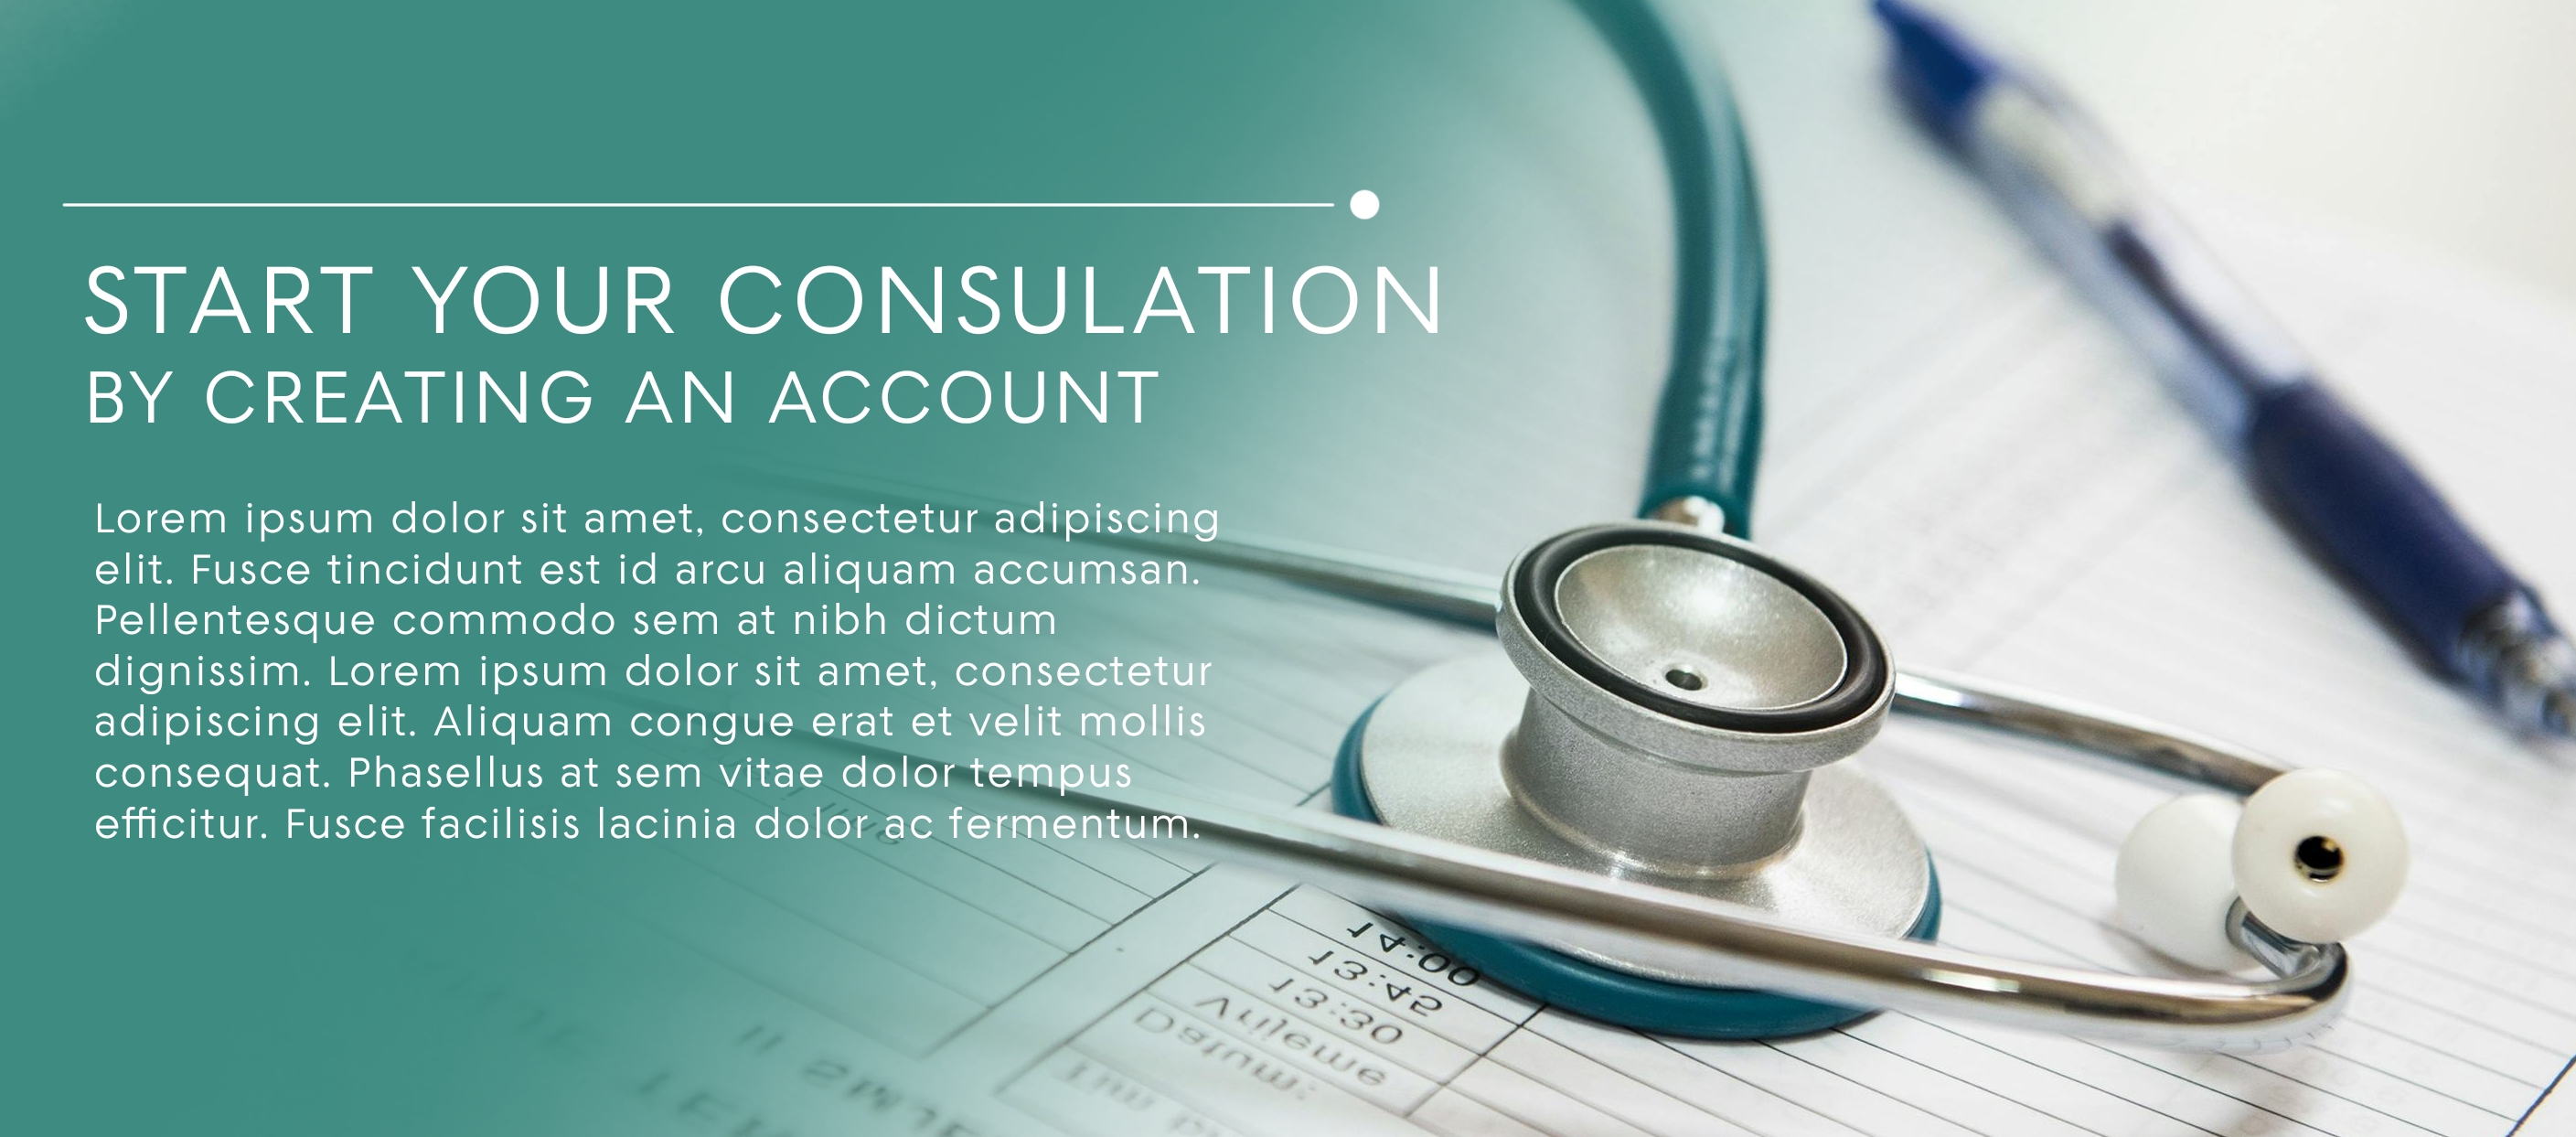 START YOUR CONSULATION
BY CREATING AN ACCOUNT
Lorem ipsum dolor sit amet, consectetur adipiscing
elit. Fusce tincidunt est id arcu aliquam accumsan.
Pellentesque commodo sem at nibh dictum
dignissim. Lorem ipsum dolor sit amet, consectetur
adipiscing elit. Aliquam congue erat et velit mollis
consequat. Phasellus at sem vitae dolor tempus
efficitur. Fusce facilisis lacinia dolor ac fermentum.
14:00
13:45
13:30
Vrijeme
Datum: